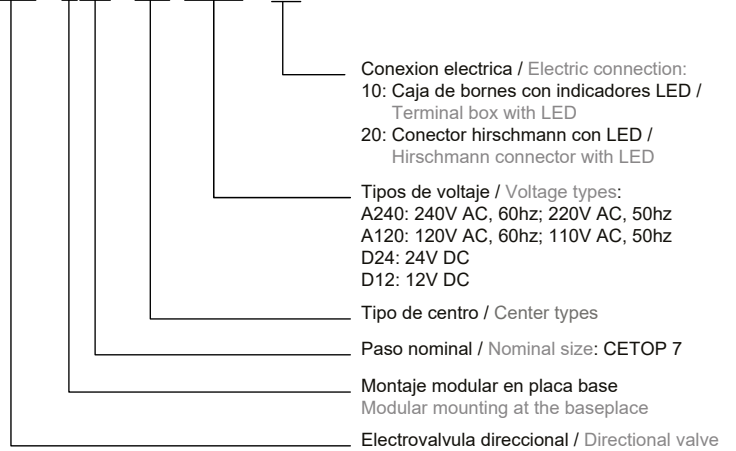 Conexion electrica / Electric connection:
10: Caja de bornes con indicadores LED /
Terminal box with LED
20: Conector hirschmann con LED /
Hirschmann connector with LED
Tipos de voltaje / Voltage types:
A240: 240V AC, 60hz; 220V AC, 50hz
A120: 120V AC, 60hz; 110V AC, 50hz
D24: 24V DC
D12: 12V DC
Tipo de centro / Center types
Paso nominal / Nominal size: CETOP 7
Montaje modular en placa base
Modular mounting at the baseplace
Electrovalvula direccional / Directional valve